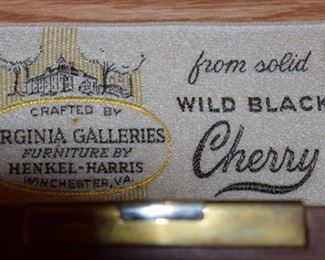 CRAFTED BY
RGINIA GALLERIES
FURNITURE BY
HENKEL-HARRIS
WINCHESTER, VA.
from solid
WILD BLACK
Cherry